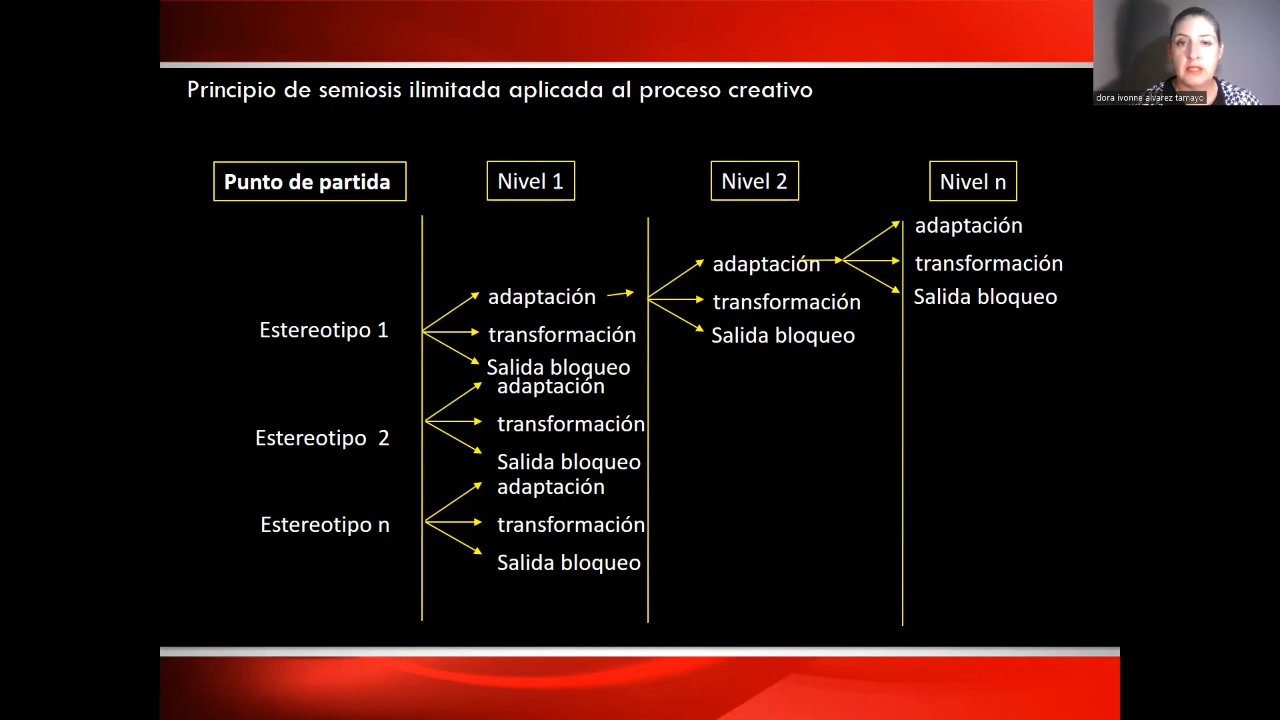 Principio de semiosis ilimitada aplicada al proceso creativo
dora ivonne alvarez tamayo
Punto de partida
Nivel 1
Nivel 2
Nivel n
Estereotipo 1
adaptación
transformación
Salida bloqueo
adaptación
transformación
Salida bloqueo
adaptación
transformación
Salida bloqueo
Estereotipo 2
adaptación
transformación
Salida bloqueo
Estereotipo n
adaptación
transformación
Salida bloqueo